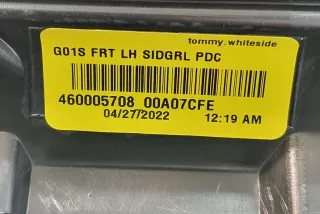 tommy.whiteside
G01S FRT LH SIDGRL PDC
460005708 00A07CFE
04/27/2022 12:19 AM